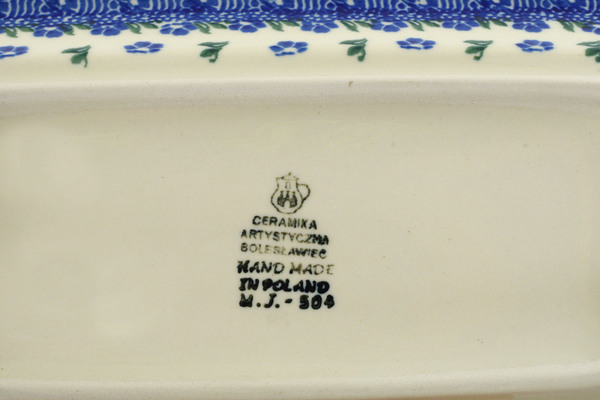 CERAMIKA
ARTYSTYCZNA
BOLESŁAWIEC
HAND MADE
IN POLAND
M.J.-504